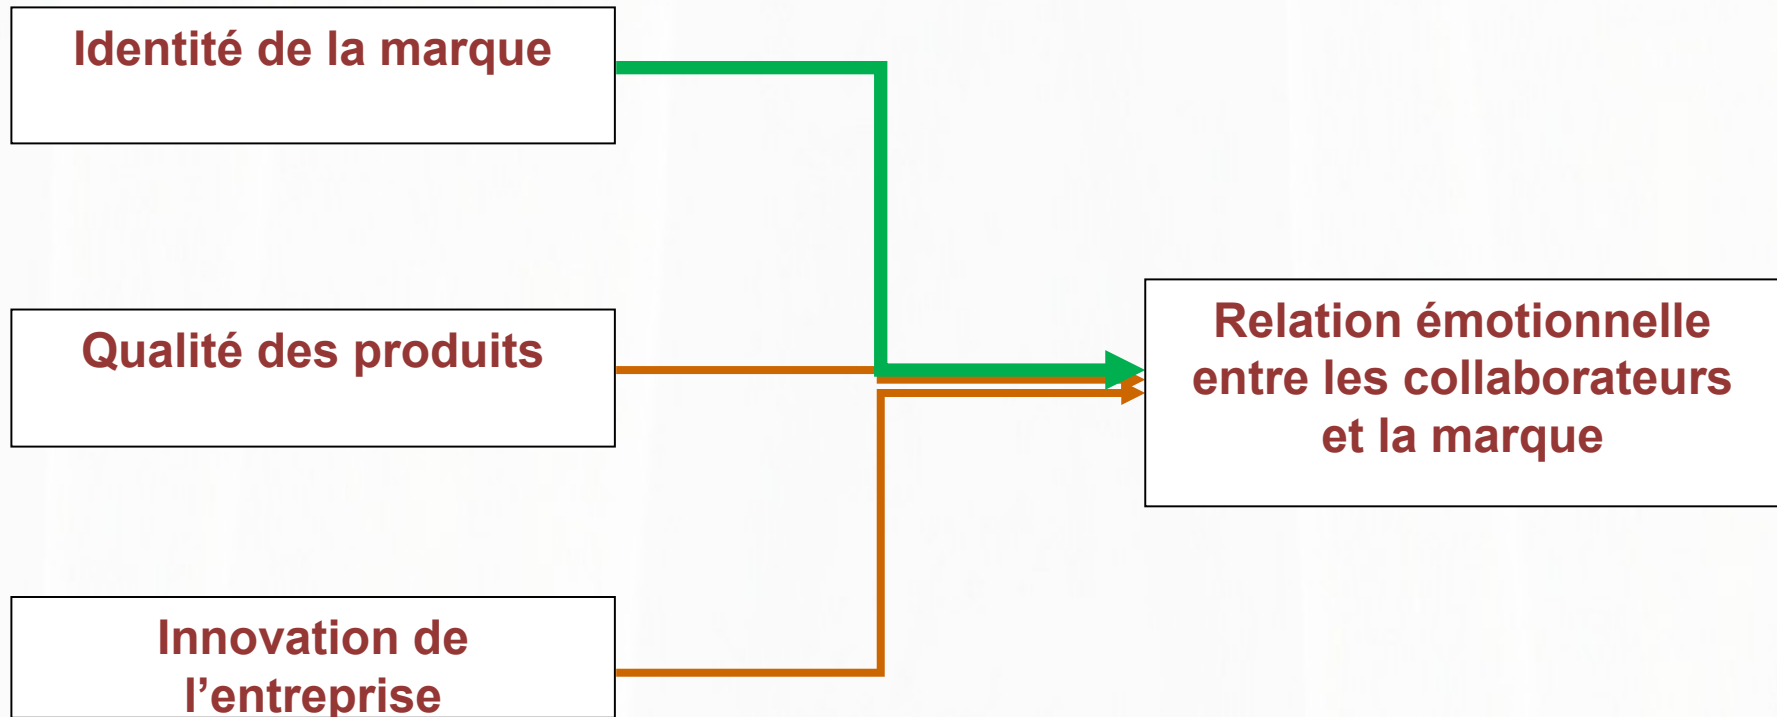 Identité de la marque
Qualité des produits
Relation émotionnelle
entre les collaborateurs
et la marque
Innovation de
l’entreprise